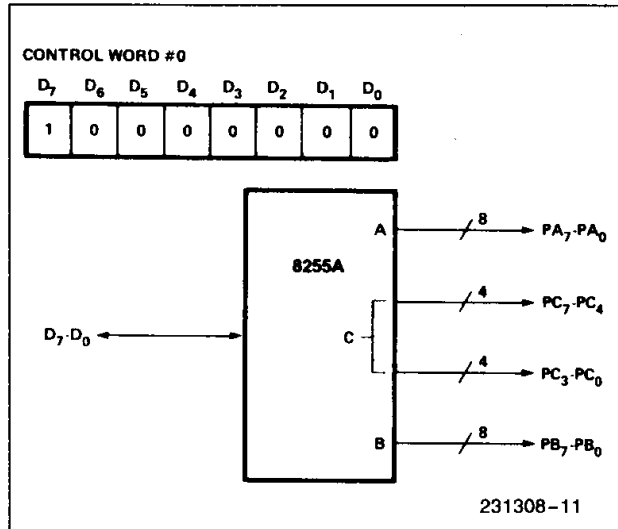 CONTROL WORD #0
D7 D6 D5 D4 D3 D2 D1 D0
1 0 0 0 0 0 0 0
A 8 PA7-PA0
8255A
4 PC7-PC4
D7-D0 C
4 PC3-PC0
B 8 PB7-PB0
231308-11